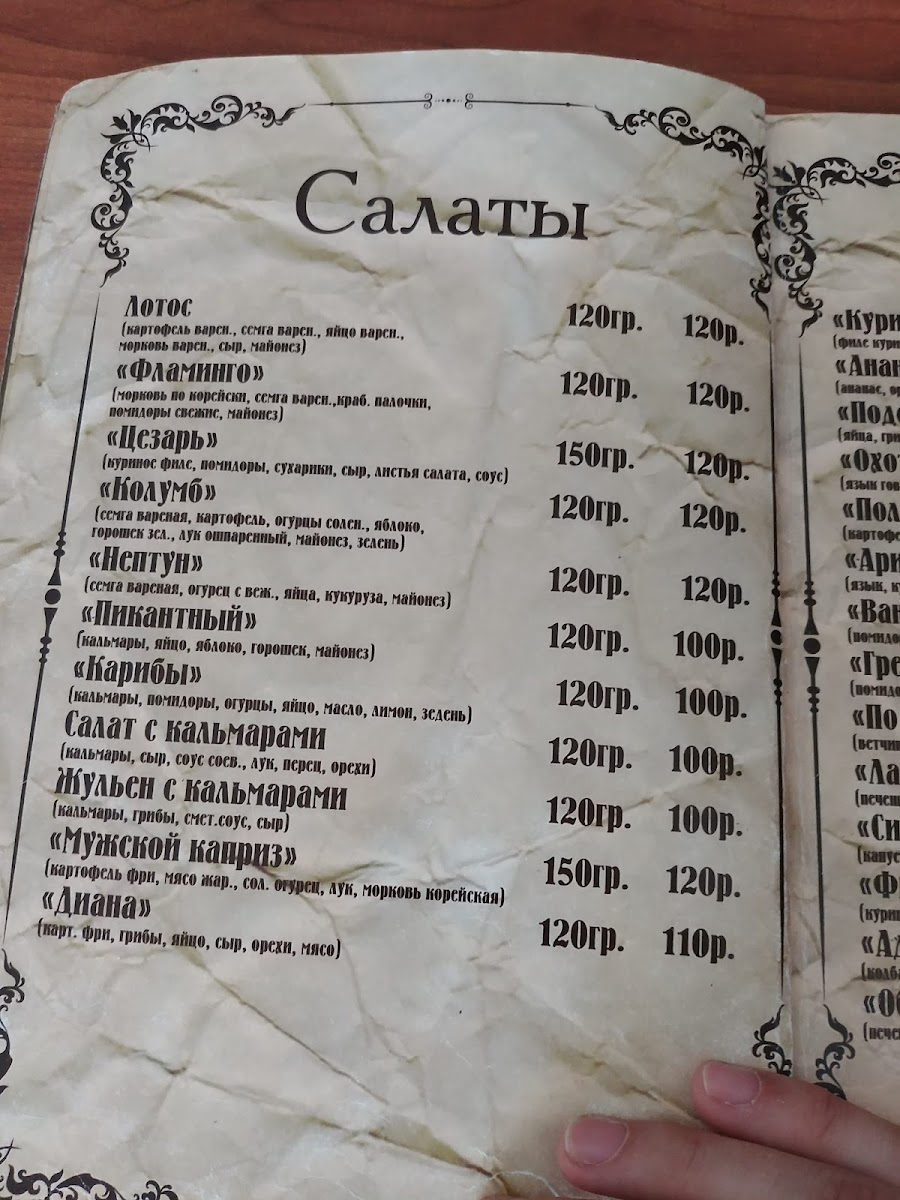 Салаты
Лотос 120гр. 120р.
(картофель варен., семга варен., яйцо варен.,
морковь варен., сыр, майонез)
«Фламинго» 120гр. 120р.
(морковь по корейски, семга варен.,краб. палочки,
помидоры свежие, майонез)
«Цезарь» 150гр. 120р.
(куриное филе, помидоры, сухарики, сыр, листья салата, соус)
«Колумб» 120гр. 120р.
(семга вареная, картофель, огурцы солен., яблоко,
горошек зел., лук ошпаренный, майонез, зелень)
«Нептун» 120гр. 120р.
(семга вареная, огурец с веж., яйца, кукуруза, майонез)
«Пикантный» 120гр. 100р.
(кальмары, яйцо, яблоко, горошек, майонез)
«Карибы» 120гр. 100р.
(кальмары, помидоры, огурцы, яйцо, масло, лимон, зелень)
Салат с кальмарами 120гр. 100р.
(кальмары, сыр, соус соев., лук, перец, орехи)
Жульен с кальмарами 120гр. 100р.
(кальмары, грибы, смет.соус, сыр)
«Мужской каприз» 150гр. 120р.
(картофель фри, мясо жар., сол. огурец, лук, морковь корейская)
«Диана» 120гр. 110р.
(карт. фри, грибы, яйцо, сыр, орехи, мясо)